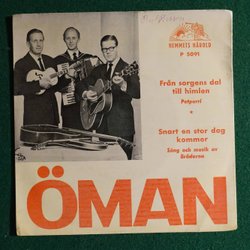 HEMMETS HÄROLD
P 5091
Från sorgens dal
till himlen
Potpurri
Snart en stor dag
kommer
Sång och musik av
Bröderna
ÖMAN